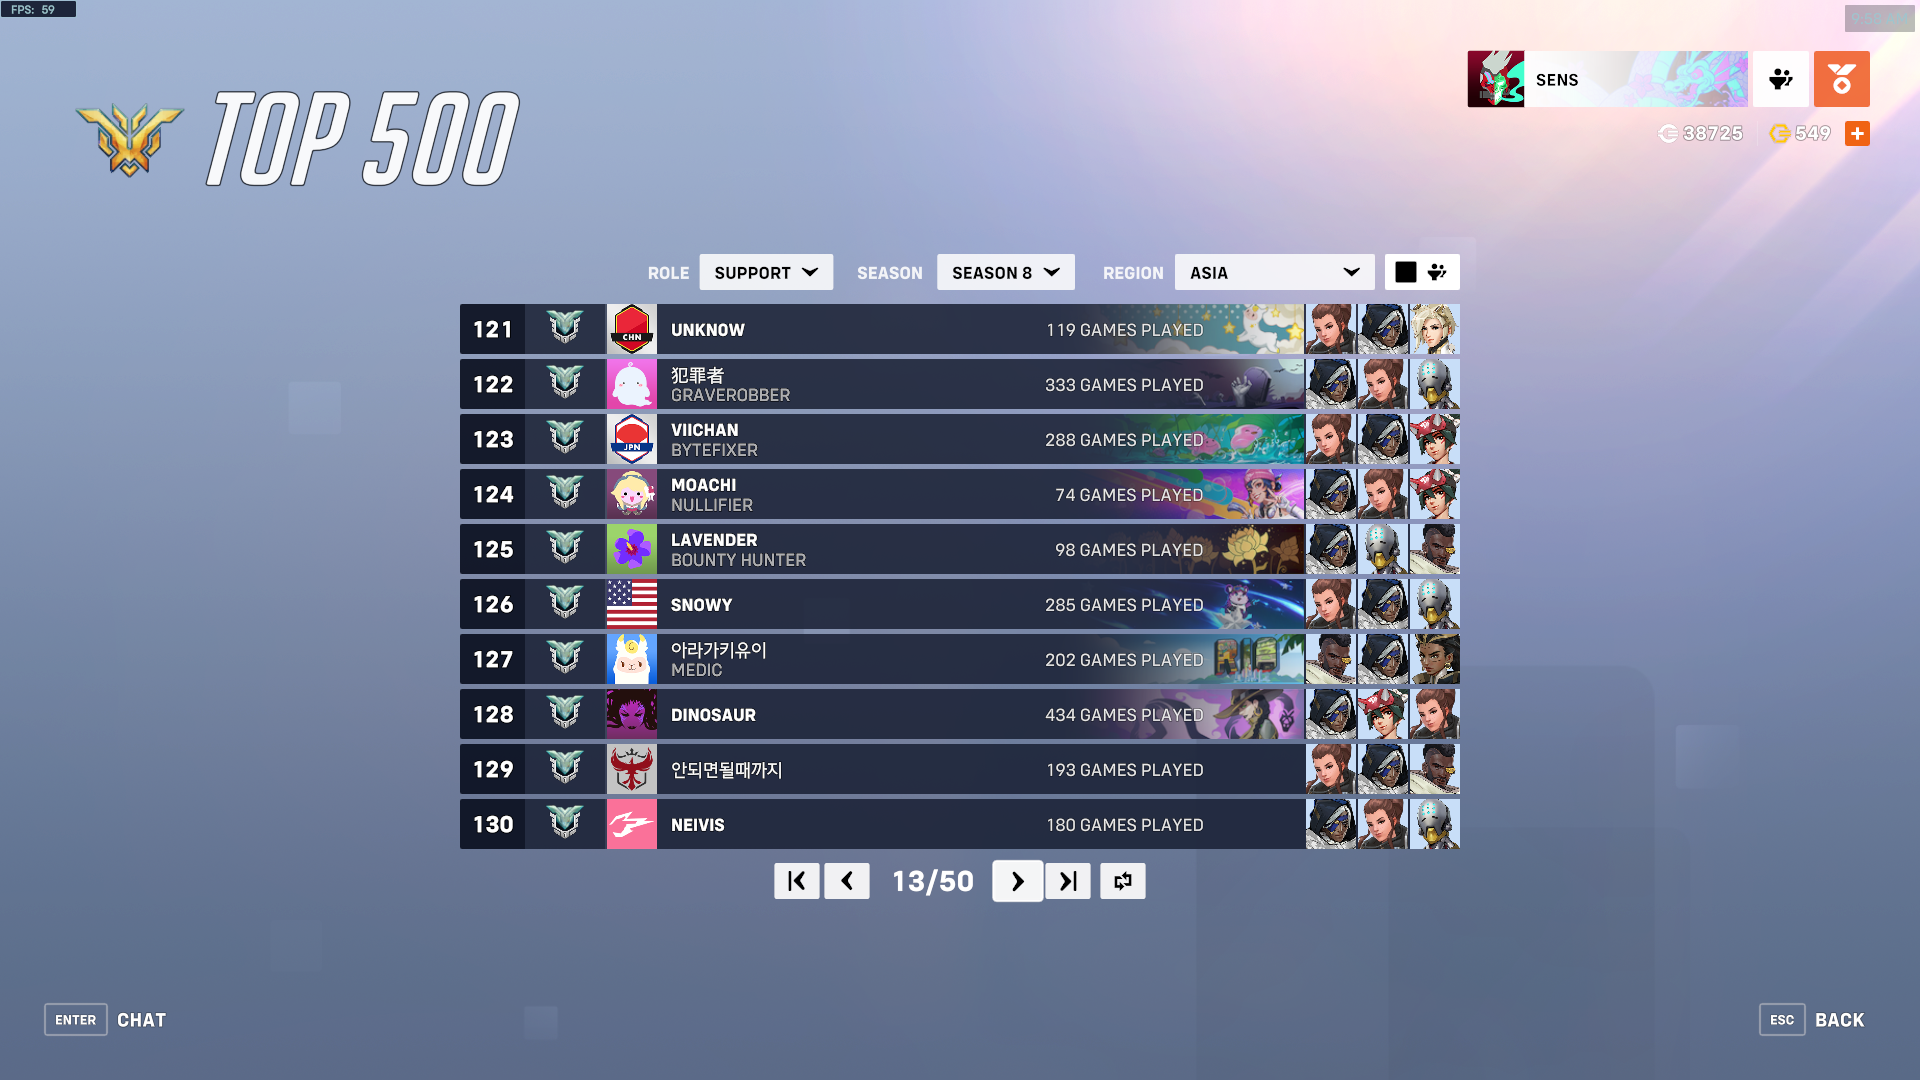 FPS: 59
SENS
38725
549
TOP 500
ROLE SUPPORT SEASON SEASON 8 REGION ASIA
121 CHN UNKNOW 119 GAMES PLAYED
122 犯罪者 333 GAMES PLAYED
GRAVEROBBER
123 JPN VIICHAN 288 GAMES PLAYED
BYTEFIXER
124 MOACHI 74 GAMES PLAYED
NULLIFIER
125 LAVENDER 98 GAMES PLAYED
BOUNTY HUNTER
126 SNOWY 285 GAMES PLAYED
127 아라가키유이 202 GAMES PLAYED RIO
MEDIC
128 DINOSAUR 434 GAMES PLAYED
129 안되면될때까지 193 GAMES PLAYED
130 NEIVIS 180 GAMES PLAYED
13/50
ENTER CHAT
ESC BACK